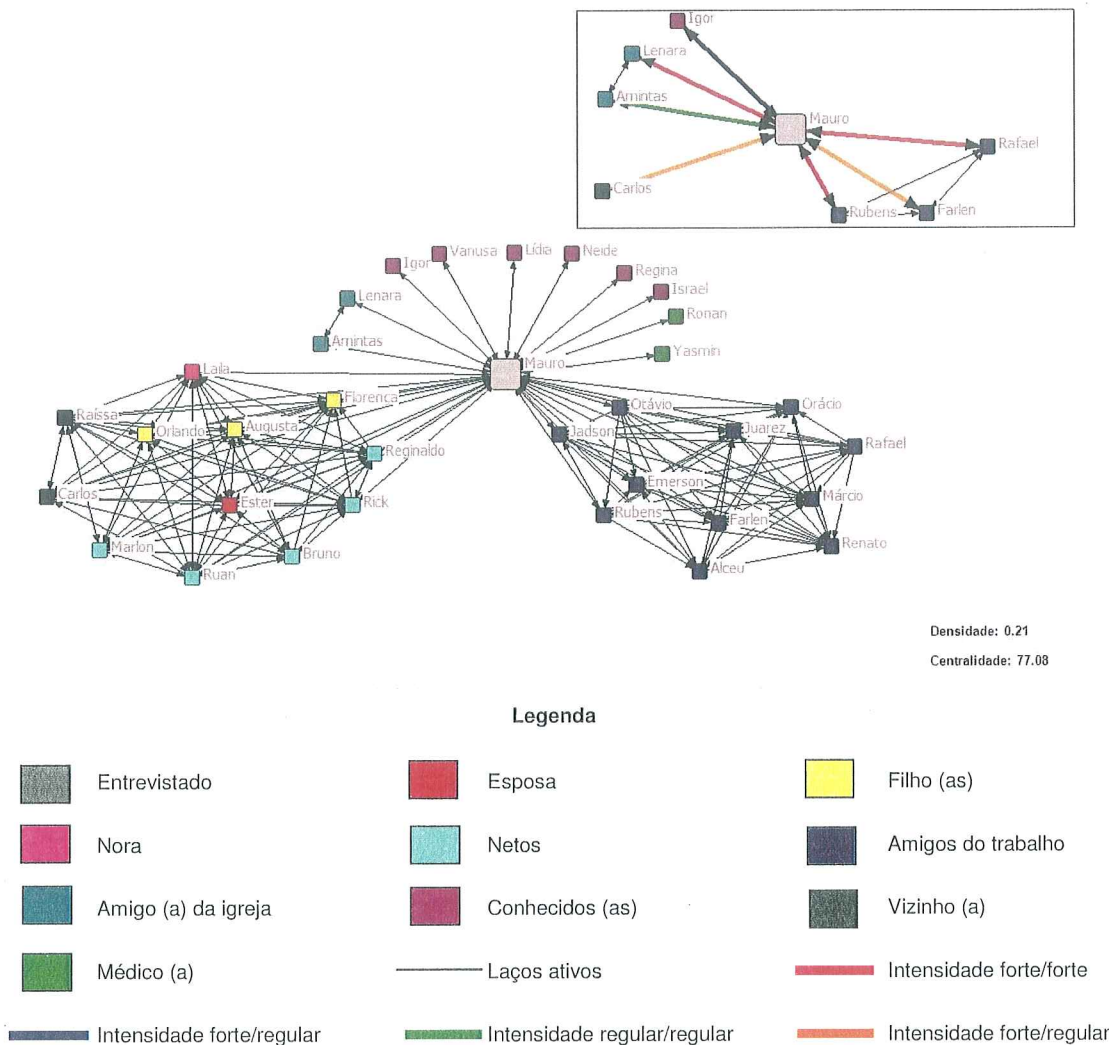 Igor
Lenara
Amintas
Mauro
Rafael
Carlos
Rubens
Farlen
Igor
Vanusa
Lídia
Neide
Regina
Israel
Lenara
Ronan
Amintas
Yasmin
Mauro
Laila
Florença
Otávio
Orácio
Raíssa
Orlando
Augusta
Jadson
Juarez
Reginaldo
Rafael
Emerson
Carlos
Ester
Rick
Márcio
Rubens
Farlen
Marlon
Bruno
Renato
Ruan
Alceu
Densidade: 0.21
Centralidade: 77.08
Legenda
Entrevistado
Esposa
Filho (as)
Nora
Netos
Amigos do trabalho
Amigo (a) da igreja
Conhecidos (as)
Vizinho (a)
Médico (a)
Laços ativos
Intensidade forte/forte
Intensidade forte/regular
Intensidade regular/regular
Intensidade forte/regular